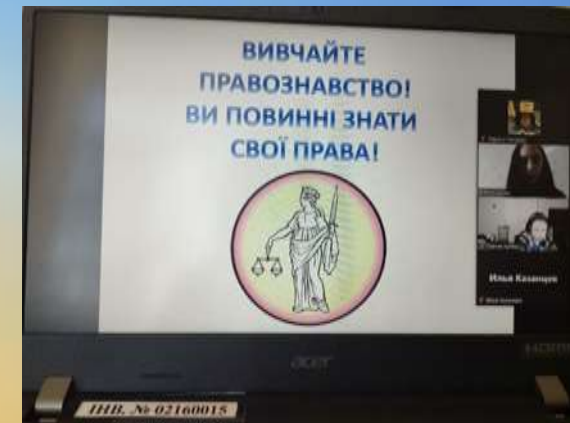 ВИВЧАЙТЕ
ПРАВОЗНАВСТВО!
ВИ ПОВИННІ ЗНАТИ
СВОЇ ПРАВА!
Илья Казанцев
acer
ІНВ. № 02160015